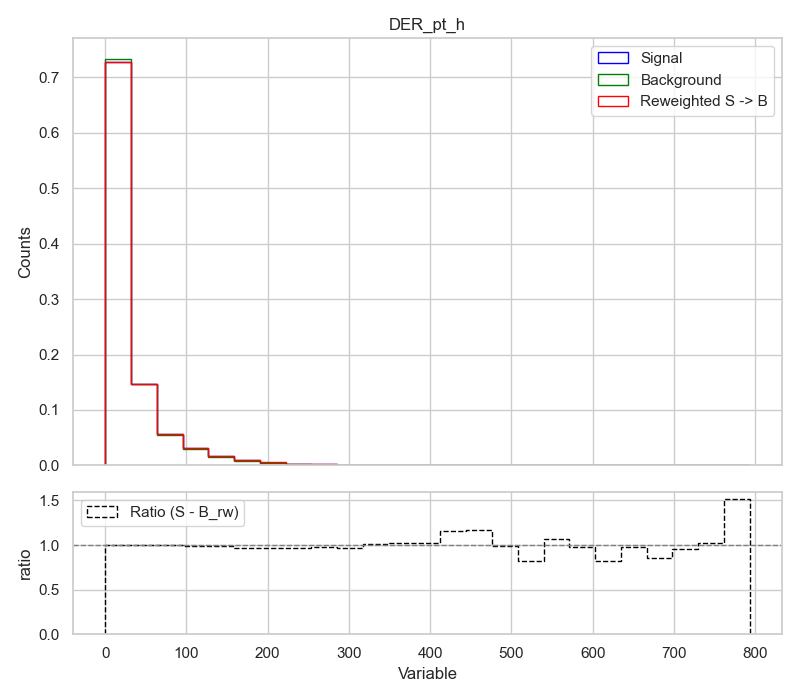 DER_pt_h
Signal
Background
Reweighted S -> B
0.7
0.6
0.5
0.4
0.3
0.2
0.1
0.0
Counts
Ratio (S - B_rw)
1.5
1.0
0.5
0.0
ratio
0 100 200 300 400 500 600 700 800
Variable